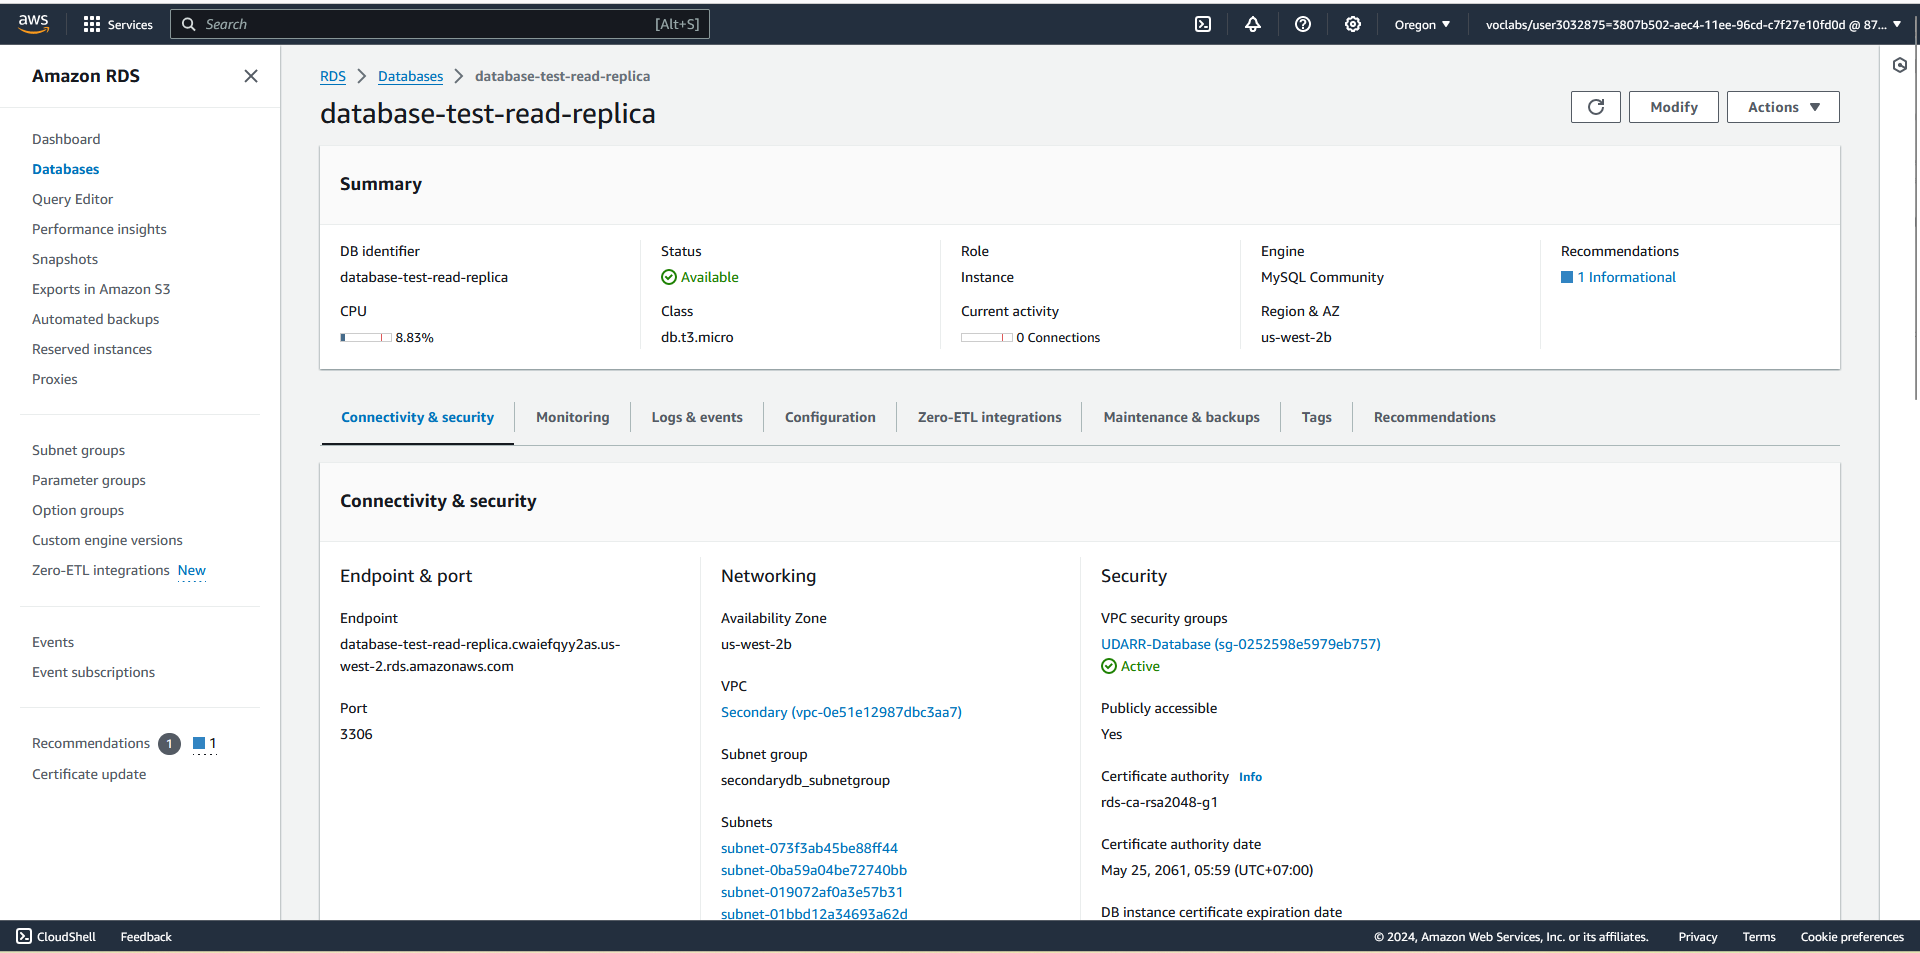 aws
Services
Search
[Alt+S]
Oregon
voclabs/user3032875=3807b502-aec4-11ee-96cd-c7f27e10fd0d @ 87...
Amazon RDS
Dashboard
Databases
Query Editor
Performance insights
Snapshots
Exports in Amazon S3
Automated backups
Reserved instances
Proxies
Subnet groups
Parameter groups
Option groups
Custom engine versions
Zero-ETL integrations New
Events
Event subscriptions
Recommendations 1 1
Certificate update
RDS > Databases > database-test-read-replica
database-test-read-replica
Modify
Actions
Summary
DB identifier
database-test-read-replica
CPU
8.83%
Status
Available
Class
db.t3.micro
Role
Instance
Current activity
0 Connections
Engine
MySQL Community
Region & AZ
us-west-2b
Recommendations
1 Informational
Connectivity & security
Monitoring
Logs & events
Configuration
Zero-ETL integrations
Maintenance & backups
Tags
Recommendations
Connectivity & security
Endpoint & port
Endpoint
database-test-read-replica.cwaiefqyy2as.us-
west-2.rds.amazonaws.com
Port
3306
Networking
Availability Zone
us-west-2b
VPC
Secondary (vpc-0e51e12987dbc3aa7)
Subnet group
secondarydb_subnetgroup
Subnets
subnet-073f3ab45be88ff44
subnet-0ba59a04be72740bb
subnet-019072af0a3e57b31
subnet-01bbd12a34693a62d
Security
VPC security groups
UDARR-Database (sg-0252598e5979eb757)
Active
Publicly accessible
Yes
Certificate authority Info
rds-ca-rsa2048-g1
Certificate authority date
May 25, 2061, 05:59 (UTC+07:00)
DB instance certificate expiration date
CloudShell
Feedback
© 2024, Amazon Web Services, Inc. or its affiliates.
Privacy
Terms
Cookie preferences